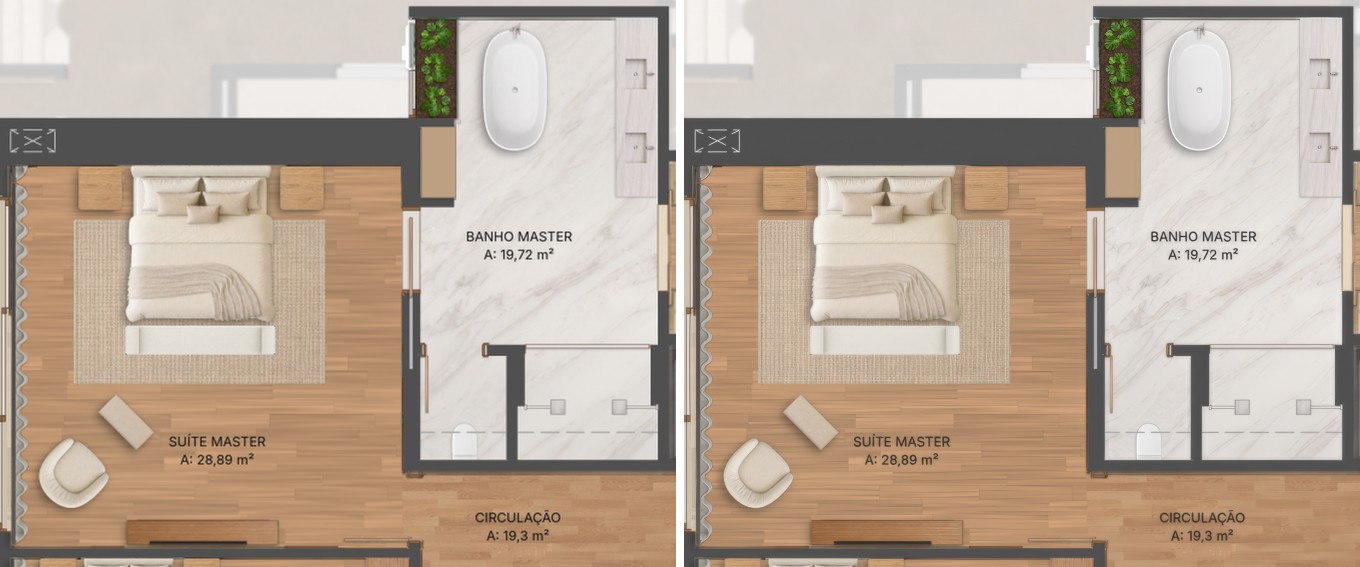 BANHO MASTER
A: 19,72 m²
SUÍTE MASTER
A: 28,89 m²
CIRCULAÇÃO
A: 19,3 m²
BANHO MASTER
A: 19,72 m²
SUÍTE MASTER
A: 28,89 m²
CIRCULAÇÃO
A: 19,3 m²